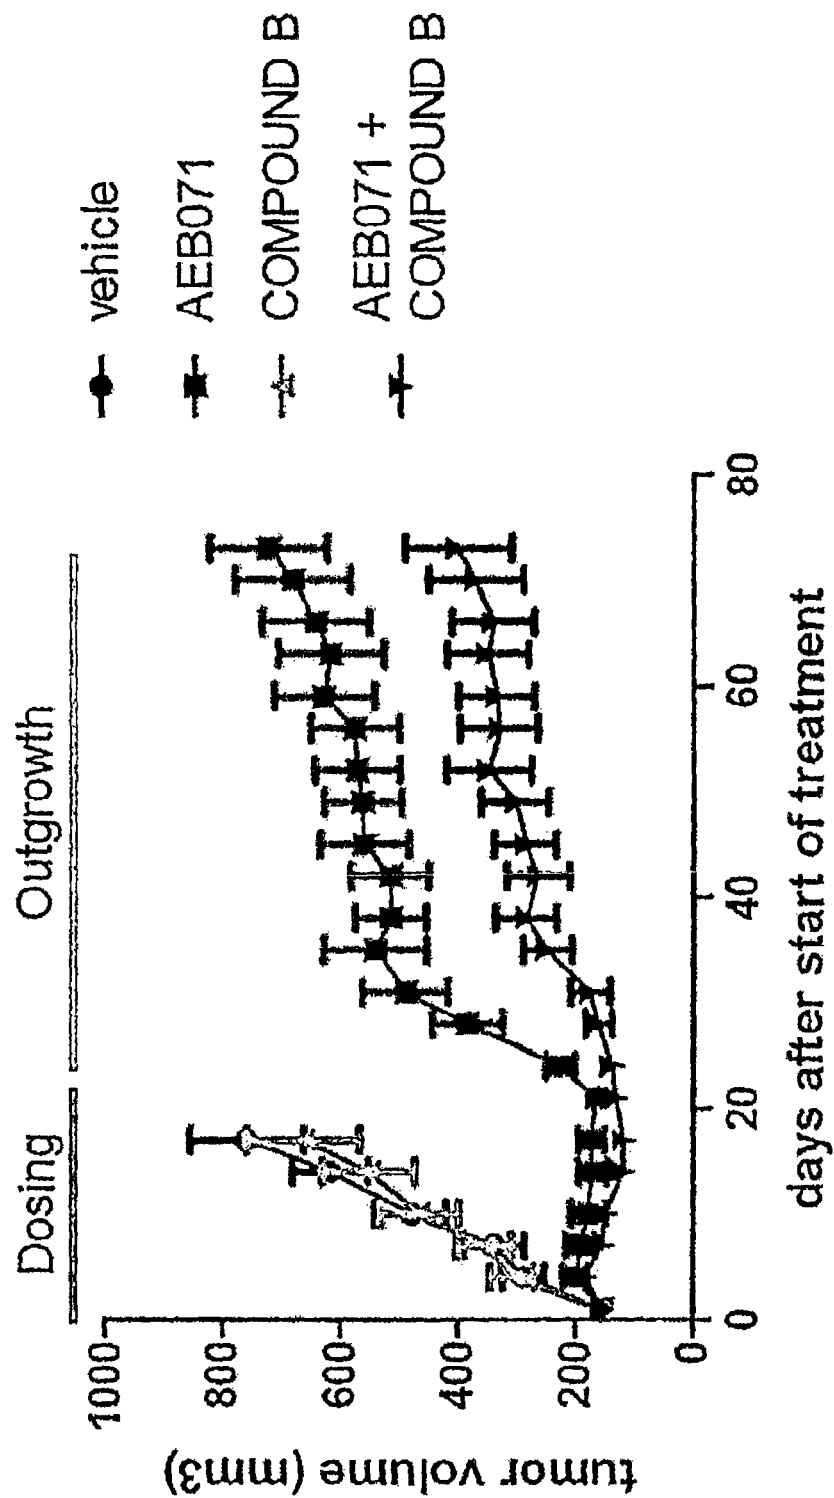 Dosing
Outgrowth
vehicle
AEB071
COMPOUND B
AEB071 +
COMPOUND B
tumor volume (mm3)
1000
800
600
400
200
0
0
20
40
60
80
days after start of treatment